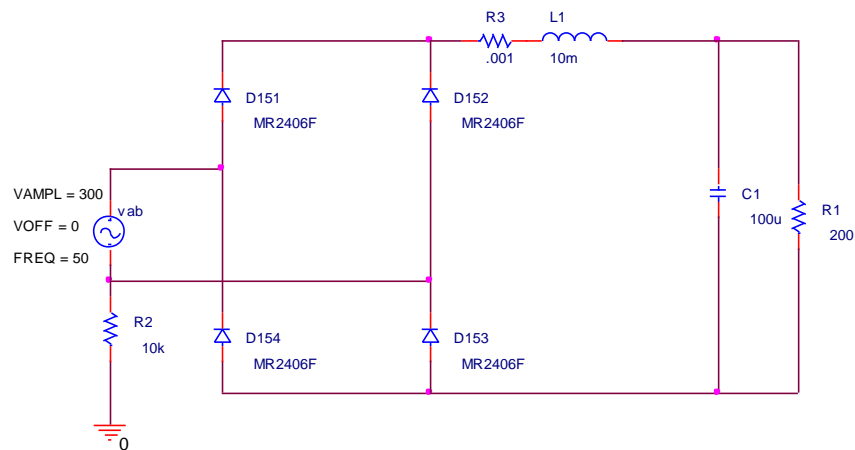 R3
L1
.001
10m
D151
D152
MR2406F
MR2406F
VAMPL = 300
vab
VOFF = 0
FREQ = 50
C1
100u
R1
200
R2
10k
D154
D153
MR2406F
MR2406F
0